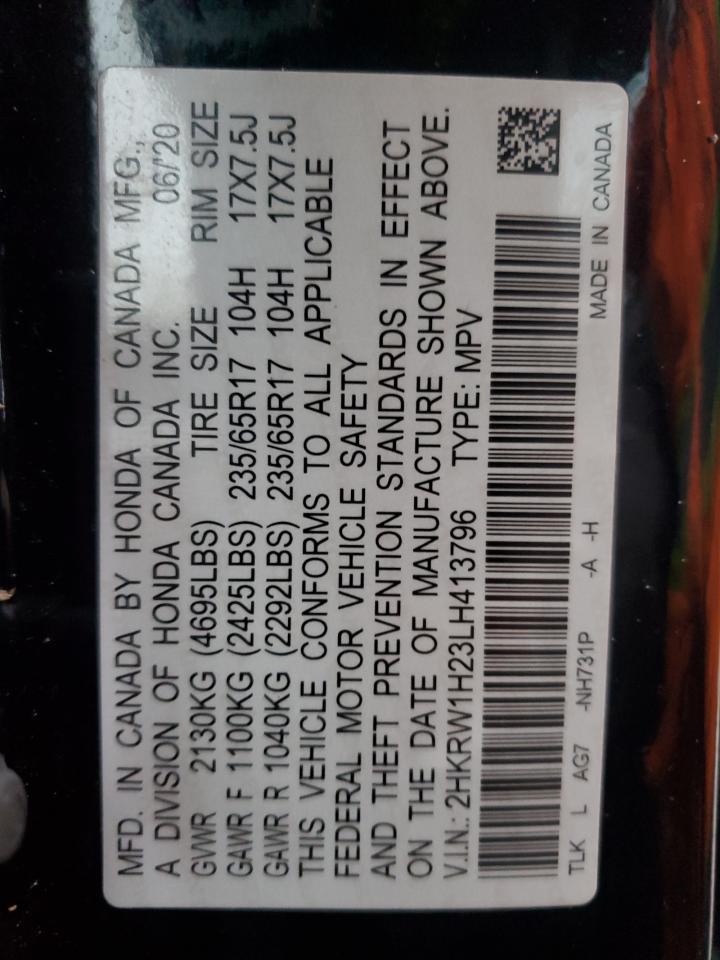 MFD. IN CANADA BY HONDA OF CANADA MFG.,
A DIVISION OF HONDA CANADA INC. 06/'20
GVWR 2130KG (4695LBS) TIRE SIZE RIM SIZE
GAWR F 1100KG (2425LBS) 235/65R17 104H 17X7.5J
GAWR R 1040KG (2292LBS) 235/65R17 104H 17X7.5J
THIS VEHICLE CONFORMS TO ALL APPLICABLE
FEDERAL MOTOR VEHICLE SAFETY
AND THEFT PREVENTION STANDARDS IN EFFECT
ON THE DATE OF MANUFACTURE SHOWN ABOVE.
V.I.N.: 2HKRW1H23LH413796 TYPE: MPV
TLK L AG7 -NH731P -A -H MADE IN CANADA